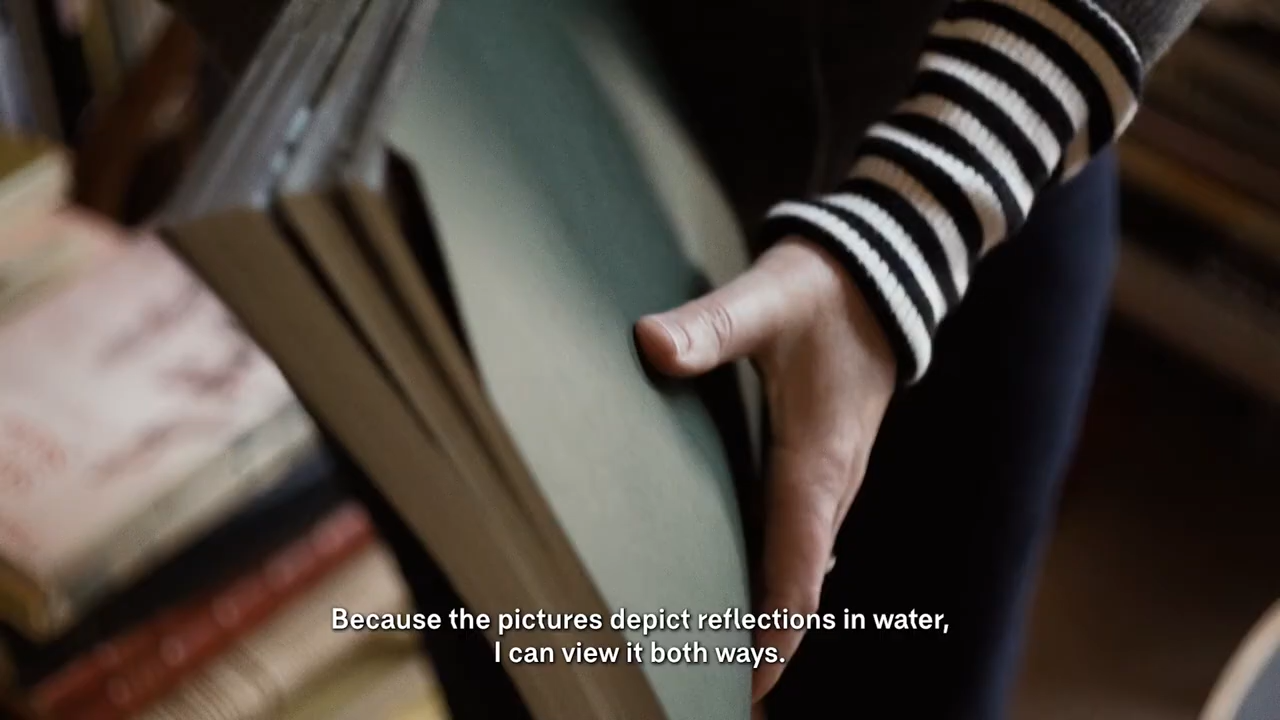 Because the pictures depict reflections in water,
I can view it both ways.